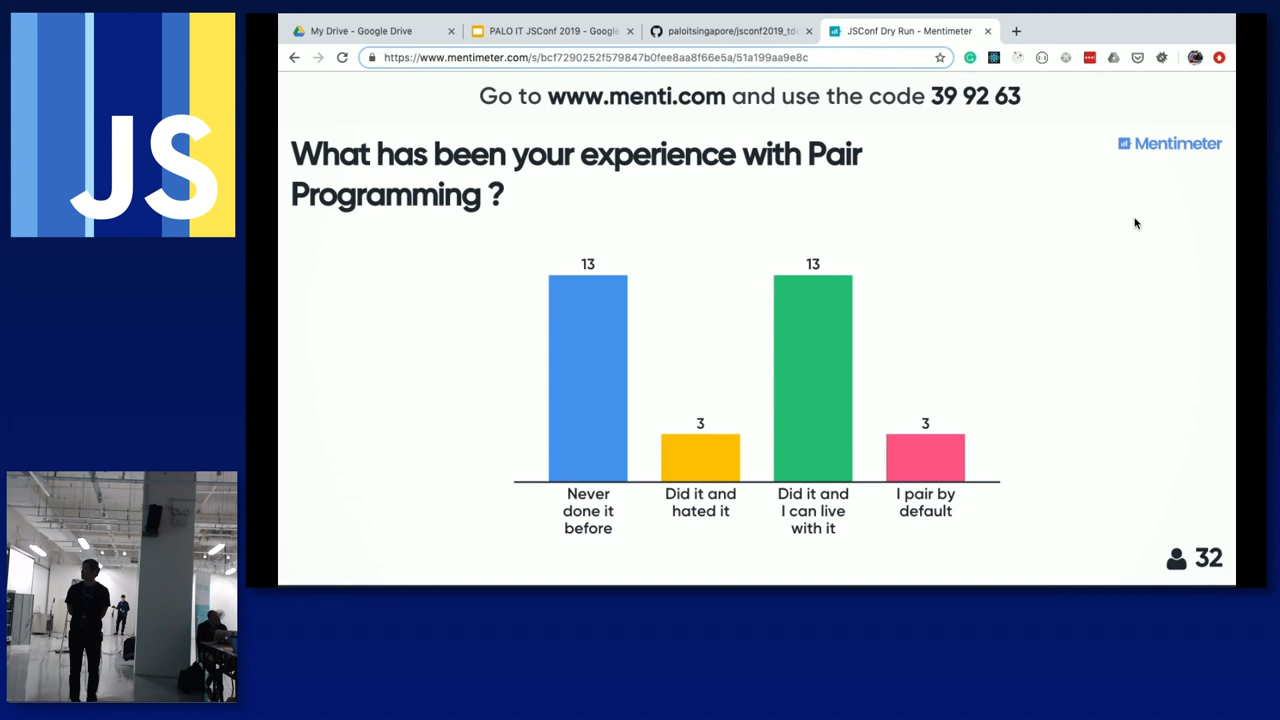 JS
My Drive - Google Drive
PALO IT JSConf 2019 - Google
paloitsingapore/jsconf2019_td
JSConf Dry Run - Mentimeter
https://www.mentimeter.com/s/bcf7290252f579847b0fee8aa8f66e5a/51a199aa9e8c
Go to www.menti.com and use the code 39 92 63
What has been your experience with Pair
Programming ?
Mentimeter
13
3
13
3
Never
done it
before
Did it and
hated it
Did it and
I can live
with it
I pair by
default
32